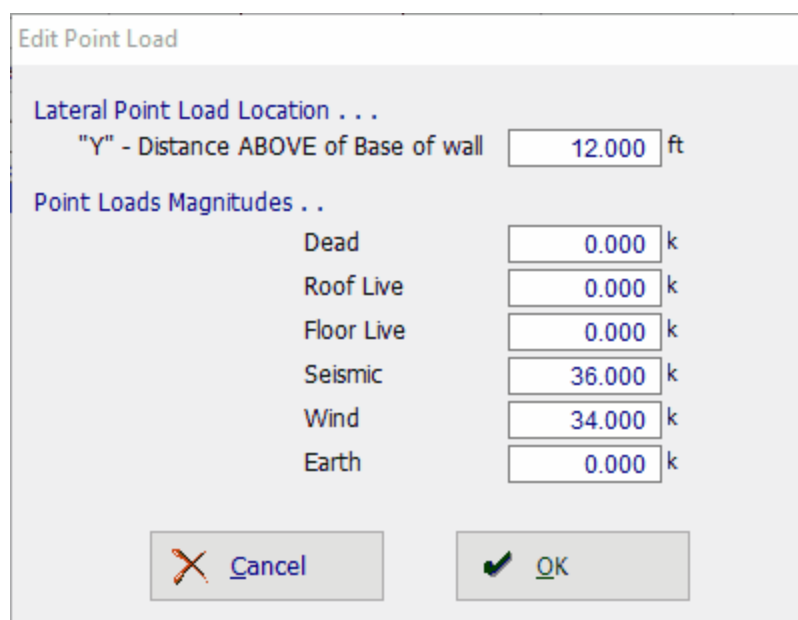 Edit Point Load
Lateral Point Load Location . . .
"Y" - Distance ABOVE of Base of wall 12.000 ft
Point Loads Magnitudes . .
Dead 0.000 k
Roof Live 0.000 k
Floor Live 0.000 k
Seismic 36.000 k
Wind 34.000 k
Earth 0.000 k
Cancel OK